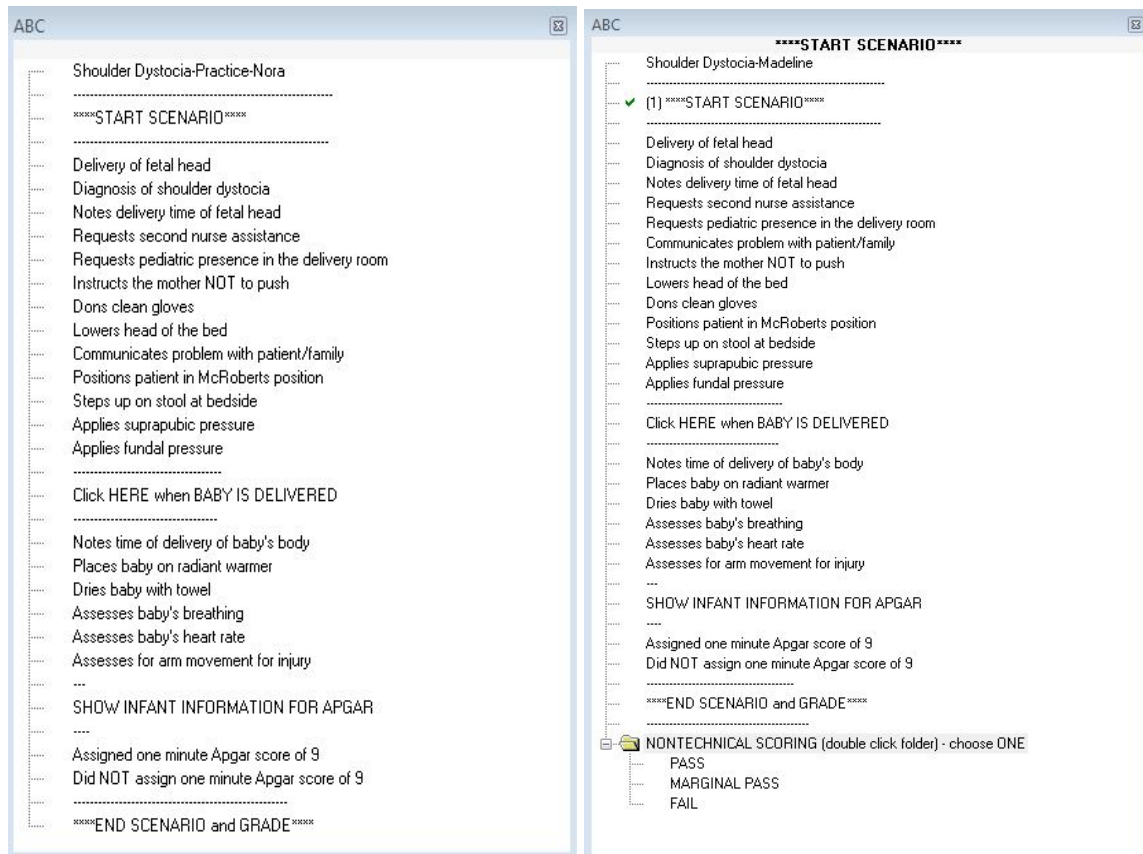 ABC
Shoulder Dystocia-Practice-Nora
--------------------------------------------------------------
****START SCENARIO****
-------------------------------------------------------------
Delivery of fetal head
Diagnosis of shoulder dystocia
Notes delivery time of fetal head
Requests second nurse assistance
Requests pediatric presence in the delivery room
Instructs the mother NOT to push
Dons clean gloves
Lowers head of the bed
Communicates problem with patient/family
Positions patient in McRoberts position
Steps up on stool at bedside
Applies suprapubic pressure
Applies fundal pressure
-----------------------------------
Click HERE when BABY IS DELIVERED
----------------------------------
Notes time of delivery of baby's body
Places baby on radiant warmer
Dries baby with towel
Assesses baby's breathing
Assesses baby's heart rate
Assesses for arm movement for injury
---
SHOW INFANT INFORMATION FOR APGAR
----
Assigned one minute Apgar score of 9
Did NOT assign one minute Apgar score of 9
---------------------------------------------------
****END SCENARIO and GRADE****
ABC
****START SCENARIO****
Shoulder Dystocia-Madeline
--------------------------------------------------------------
(1) ****START SCENARIO****
-------------------------------------------------------------
Delivery of fetal head
Diagnosis of shoulder dystocia
Notes delivery time of fetal head
Requests second nurse assistance
Requests pediatric presence in the delivery room
Communicates problem with patient/family
Instructs the mother NOT to push
Lowers head of the bed
Dons clean gloves
Positions patient in McRoberts position
Steps up on stool at bedside
Applies suprapubic pressure
Applies fundal pressure
-----------------------------------
Click HERE when BABY IS DELIVERED
----------------------------------
Notes time of delivery of baby's body
Places baby on radiant warmer
Dries baby with towel
Assesses baby's breathing
Assesses baby's heart rate
Assesses for arm movement for injury
---
SHOW INFANT INFORMATION FOR APGAR
----
Assigned one minute Apgar score of 9
Did NOT assign one minute Apgar score of 9
--------------------------------------
****END SCENARIO and GRADE****
------------------------------------------
NONTECHNICAL SCORING (double click folder) - choose ONE
PASS
MARGINAL PASS
FAIL